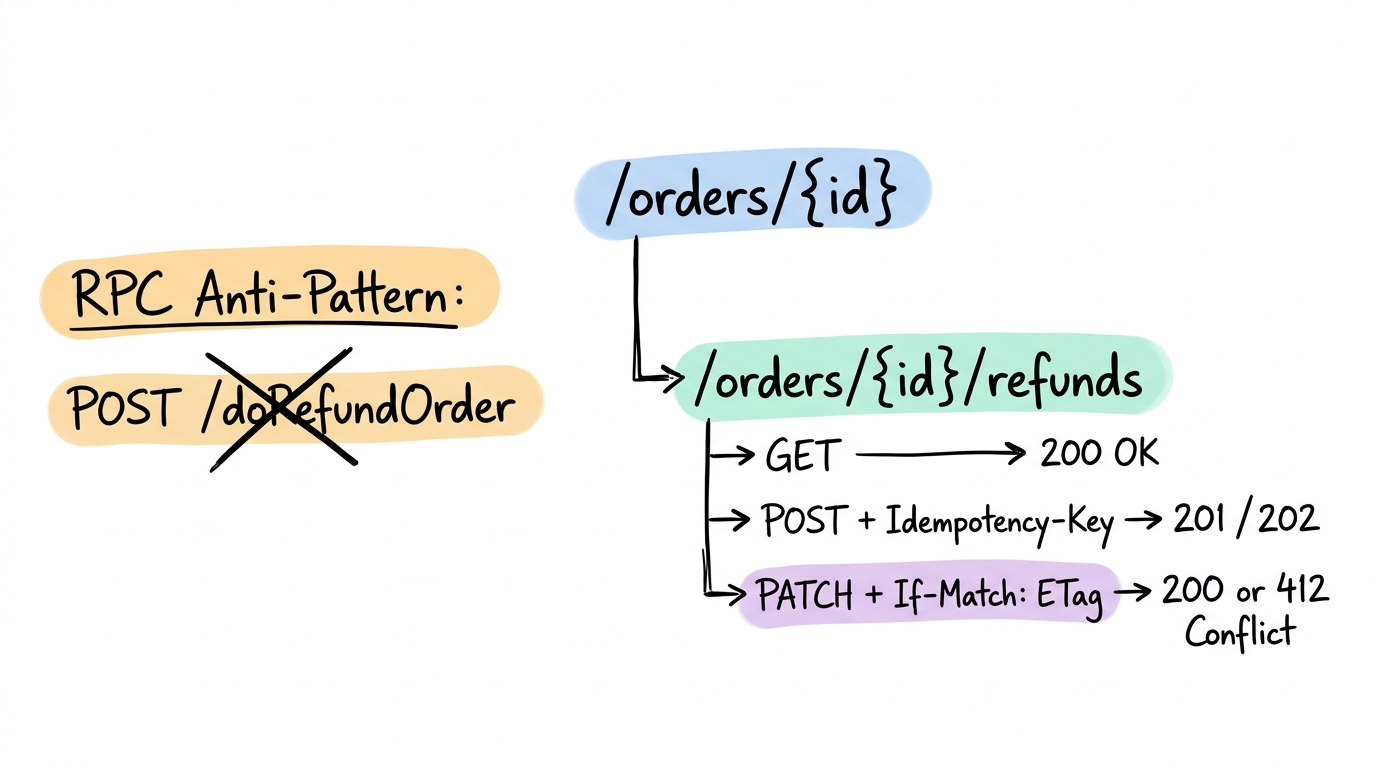 RPC Anti-Pattern:
POST /doRefundOrder
/orders/{id}
/orders/{id}/refunds
GET → 200 OK
POST + Idempotency-Key → 201 / 202
PATCH + If-Match: ETag → 200 or 412
Conflict